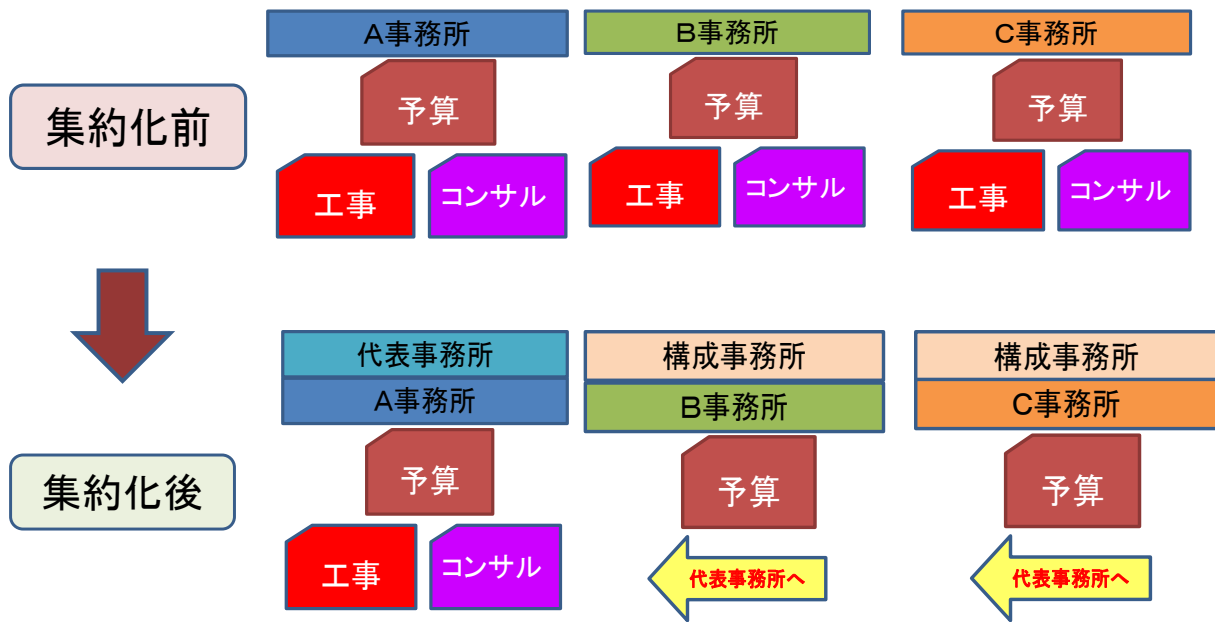 A事務所
B事務所
C事務所
集約化前
予算
予算
予算
工事
コンサル
工事
コンサル
工事
コンサル
代表事務所
構成事務所
構成事務所
A事務所
B事務所
C事務所
集約化後
予算
予算
予算
工事
コンサル
代表事務所へ
代表事務所へ